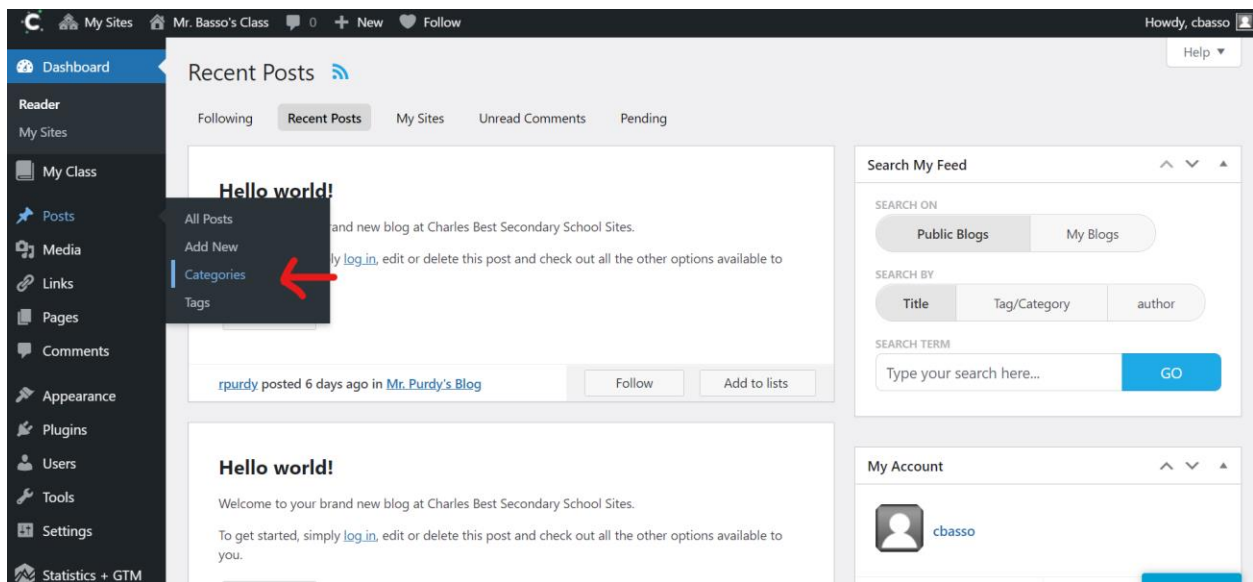 My Sites Mr. Basso's Class 0 + New Follow Howdy, cbasso
Help
Dashboard
Reader
My Sites
My Class
Posts
Media
Links
Pages
Comments
Appearance
Plugins
Users
Tools
Settings
Statistics + GTM
All Posts
Add New
Categories
Tags
Recent Posts
Following Recent Posts My Sites Unread Comments Pending
Hello world!
rand new blog at Charles Best Secondary School Sites.
ly log in, edit or delete this post and check out all the other options available to
rpurdy posted 6 days ago in Mr. Purdy's Blog Follow Add to lists
Hello world!
Welcome to your brand new blog at Charles Best Secondary School Sites.
To get started, simply log in, edit or delete this post and check out all the other options available to
you.
Search My Feed
SEARCH ON
Public Blogs My Blogs
SEARCH BY
Title Tag/Category author
SEARCH TERM
Type your search here...
GO
My Account
cbasso